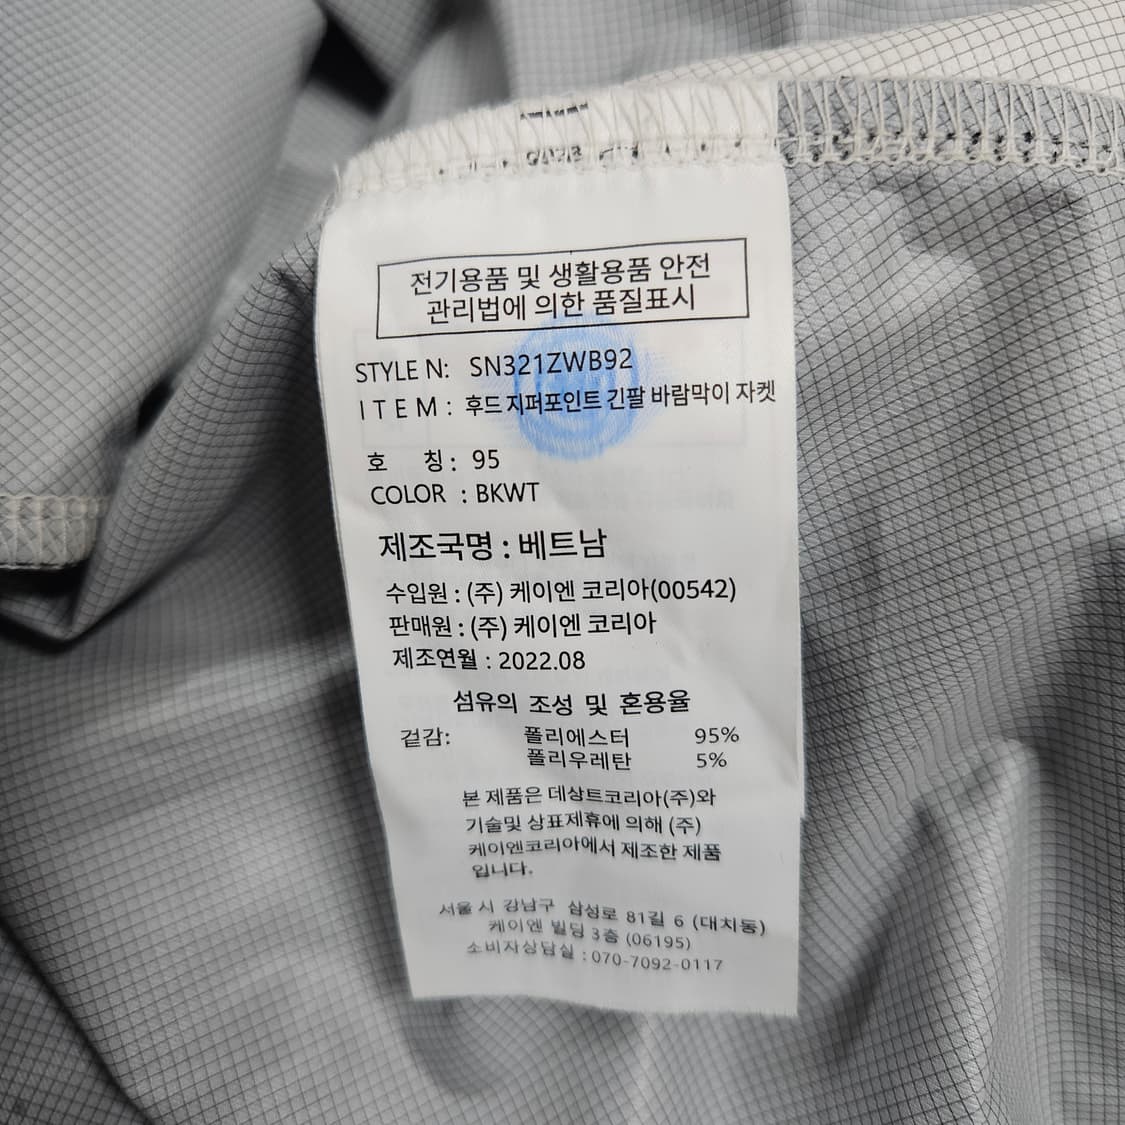 전기용품 및 생활용품 안전
관리법에 의한 품질표시
STYLE N: SN321ZWB92
I T E M : 후드 지퍼포인트 긴팔 바람막이 자켓
호 칭 : 95
COLOR : BKWT
제조국명 : 베트남
수입원 : (주) 케이엔 코리아(00542)
판매원 : (주) 케이엔 코리아
제조연월 : 2022.08
섬유의 조성 및 혼용율
겉감: 폴리에스터 95%
폴리우레탄 5%
본 제품은 데상트코리아(주)와
기술및 상표제휴에 의해 (주)
케이엔코리아에서 제조한 제품
입니다.
서울 시 강남구 삼성로 81길 6 (대치동)
케이엔 빌딩 3층 (06195)
소비자상담실 : 070-7092-0117